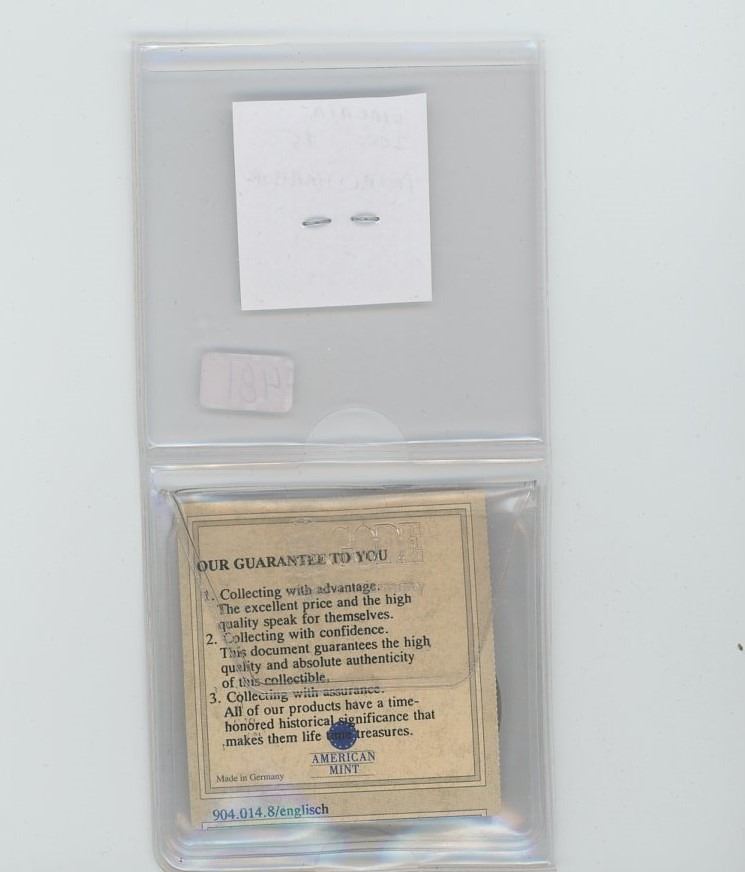 OUR GUARANTEE TO YOU
1. Collecting with advantage.
The excellent price and the high
quality speak for themselves.
2. Collecting with confidence.
This document guarantees the high
quality and absolute authenticity
of this collectible.
3. Collecting with assurance.
All of our products have a time-
honored historical significance that
makes them life time treasures.
AMERICAN
MINT
Made in Germany
904.014.8/englisch